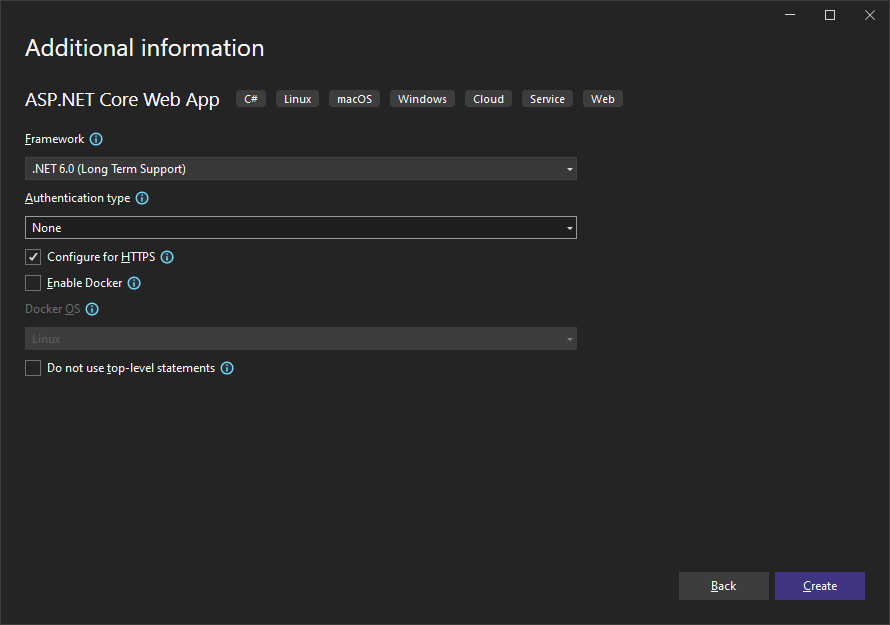 Additional information
ASP.NET Core Web App C# Linux macOS Windows Cloud Service Web
Framework
.NET 6.0 (Long Term Support)
Authentication type
None
Configure for HTTPS
Enable Docker
Docker OS
Linux
Do not use top-level statements
Back Create